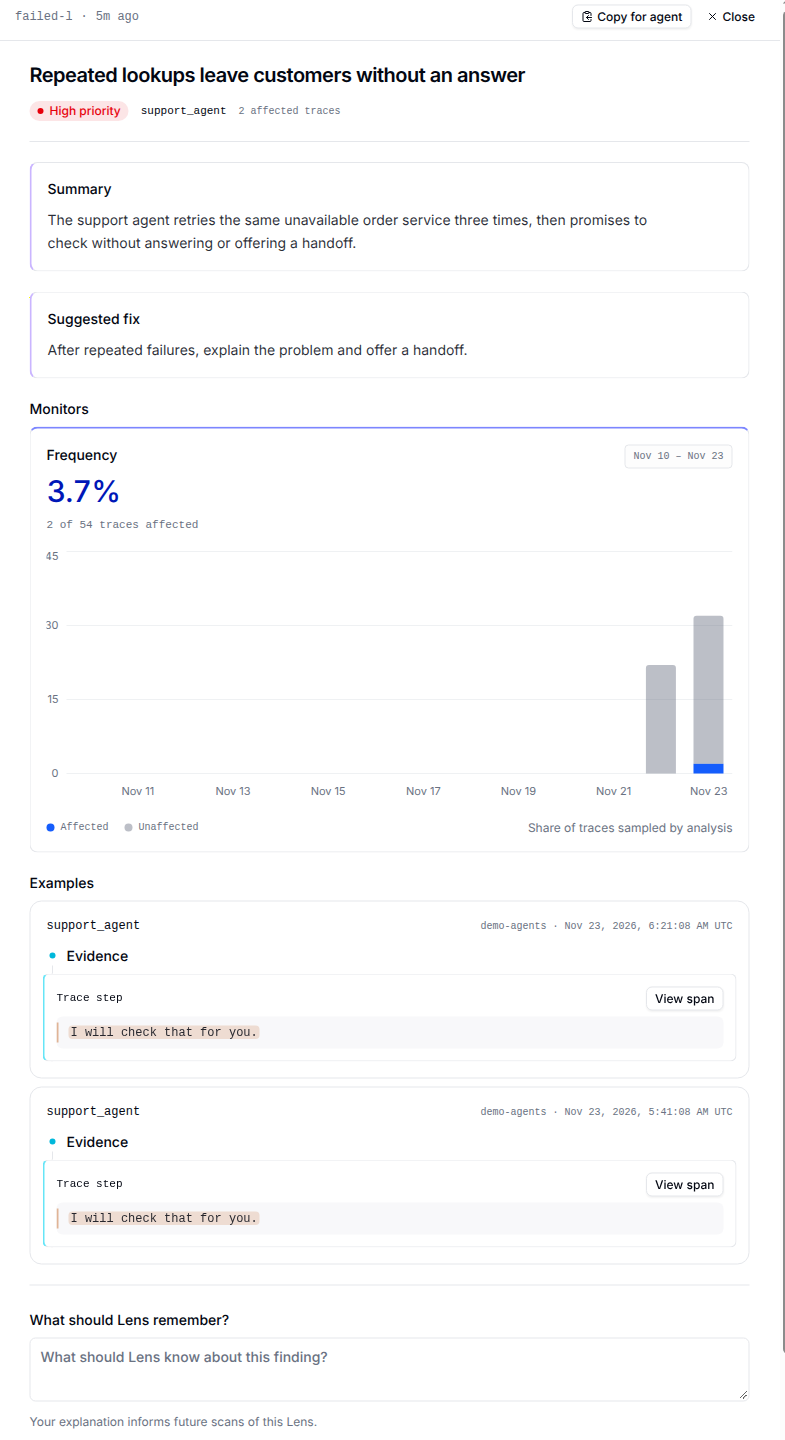 failed-l · 5m ago
Copy for agent
Close
Repeated lookups leave customers without an answer
High priority
support_agent
2 affected traces
Summary
The support agent retries the same unavailable order service three times, then promises to
check without answering or offering a handoff.
Suggested fix
After repeated failures, explain the problem and offer a handoff.
Monitors
Frequency
Nov 10 – Nov 23
3.7%
2 of 54 traces affected
45
30
15
0
Nov 11
Nov 13
Nov 15
Nov 17
Nov 19
Nov 21
Nov 23
Affected
Unaffected
Share of traces sampled by analysis
Examples
support_agent
demo-agents · Nov 23, 2026, 6:21:08 AM UTC
Evidence
Trace step
View span
I will check that for you.
support_agent
demo-agents · Nov 23, 2026, 5:41:08 AM UTC
Evidence
Trace step
View span
I will check that for you.
What should Lens remember?
What should Lens know about this finding?
Your explanation informs future scans of this Lens.